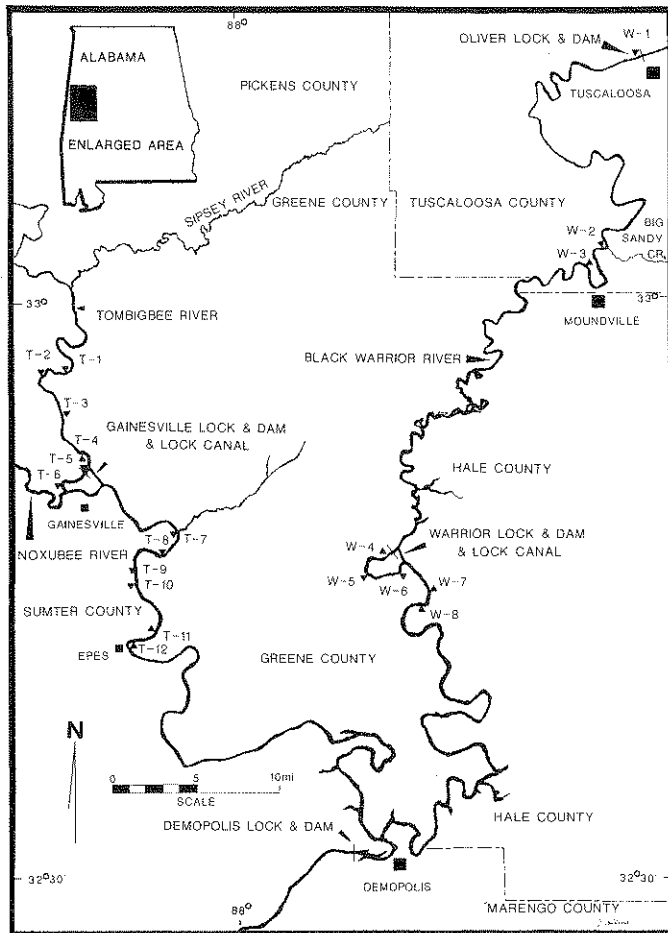 88°
OLIVER LOCK & DAM
W-1
ALABAMA
PICKENS COUNTY
TUSCALOOSA
ENLARGED AREA
SIPSEY RIVER
GREENE COUNTY
TUSCALOOSA COUNTY
BIG
SANDY
CR.
W-2
W-3
33°
33°
TOMBIGBEE RIVER
MOUNDVILLE
T-2
T-1
BLACK WARRIOR RIVER
T-3
T-4
GAINESVILLE LOCK & DAM
& LOCK CANAL
T-5
T-6
HALE COUNTY
GAINESVILLE
T-8
T-7
NOXUBEE RIVER
W-4
WARRIOR LOCK & DAM
& LOCK CANAL
T-9
T-10
W-5
W-6
W-7
W-8
SUMTER COUNTY
T-11
EPES
T-12
GREENE COUNTY
N
0 5 10mi
SCALE
HALE COUNTY
DEMOPOLIS LOCK & DAM
32°30'
32°30'
DEMOPOLIS
88°
MARENGO COUNTY